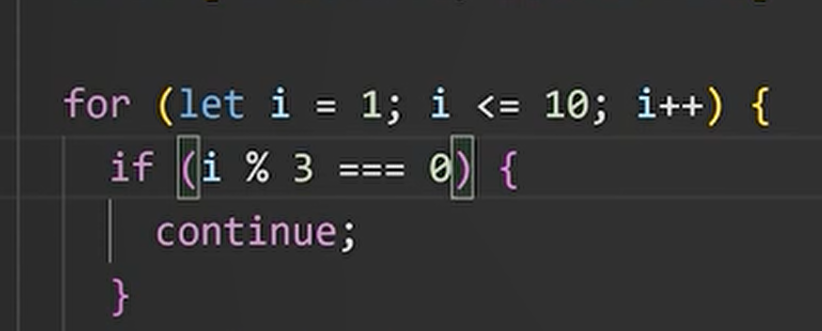 for (let i = 1; i <= 10; i++) {
if (i % 3 === 0) {
continue;
}